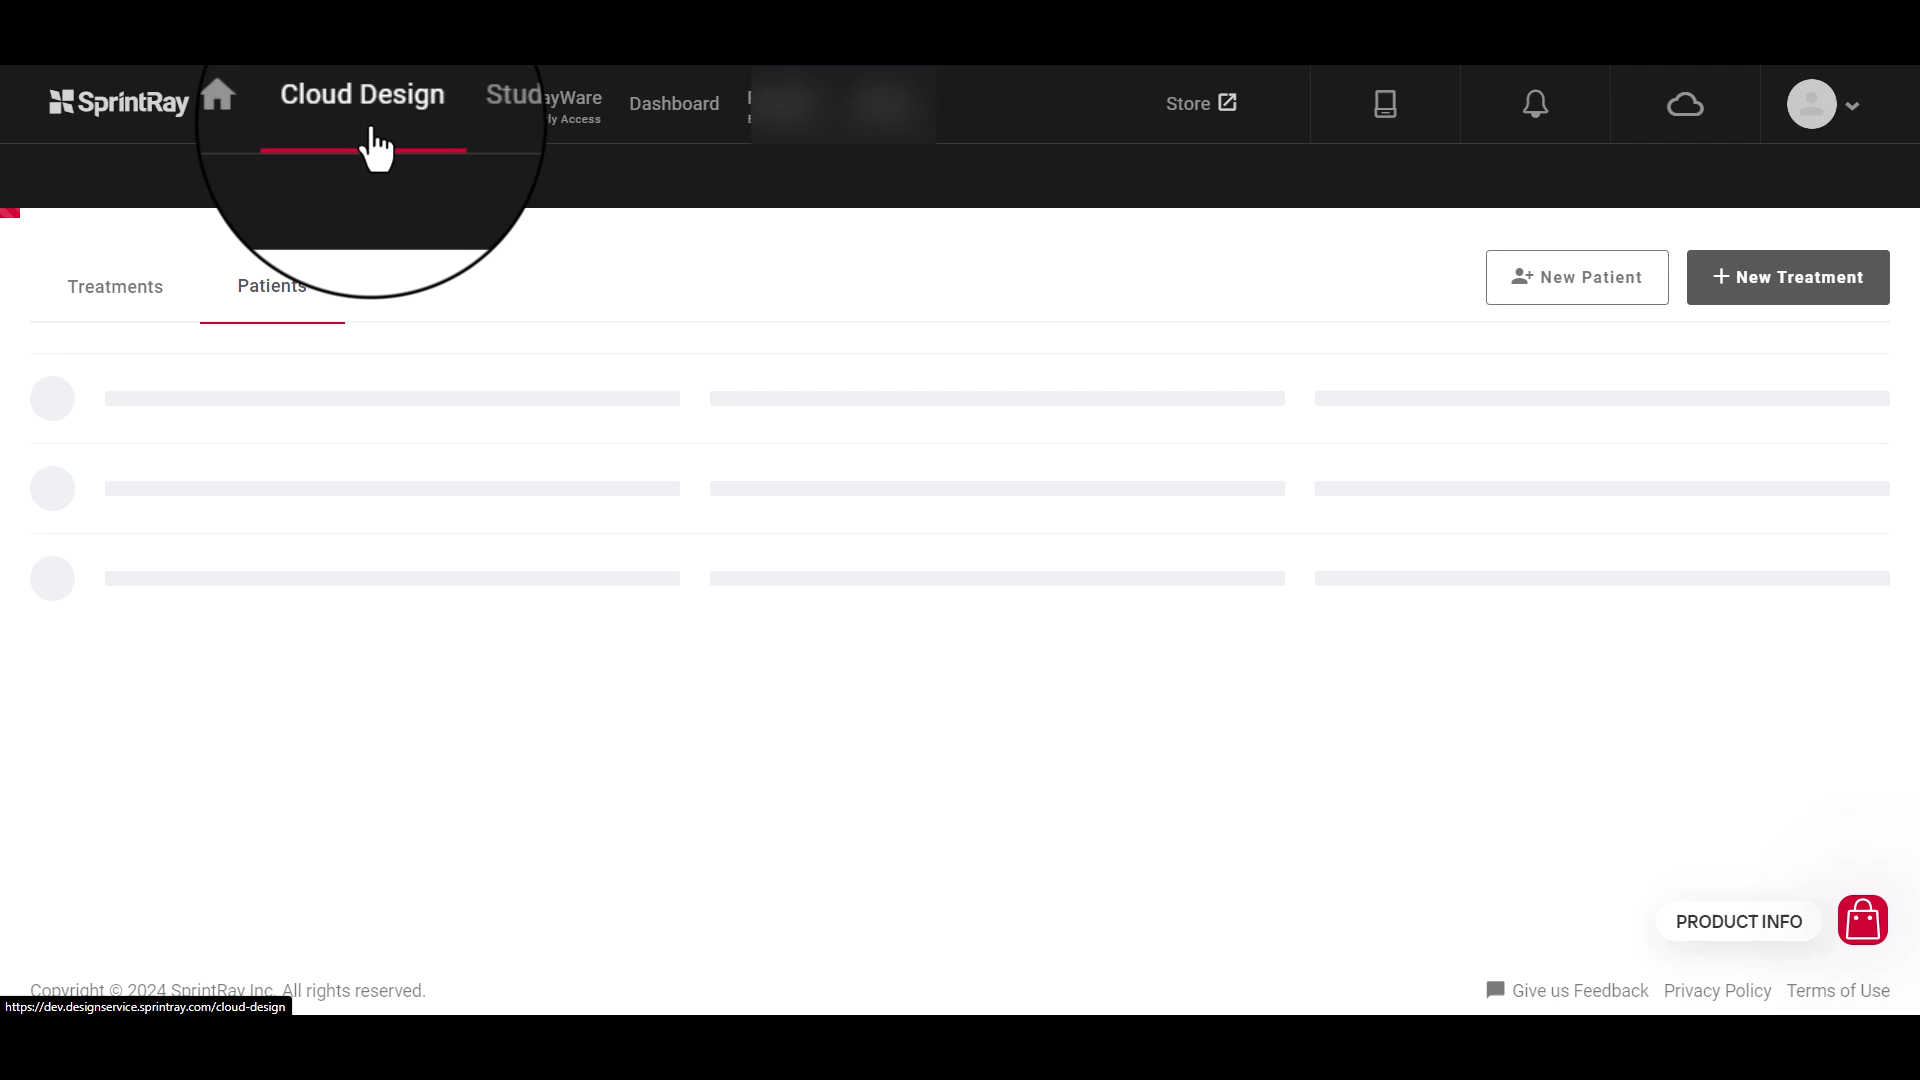 SprintRay
Cloud Design
Stud
ayWare
ly Access
Dashboard
Store
Treatments
Patients
New Patient
+ New Treatment
PRODUCT INFO
Copyright © 2024 SprintRay Inc. All rights reserved.
Give us Feedback
Privacy Policy
Terms of Use
https://dev.designservice.sprintray.com/cloud-design